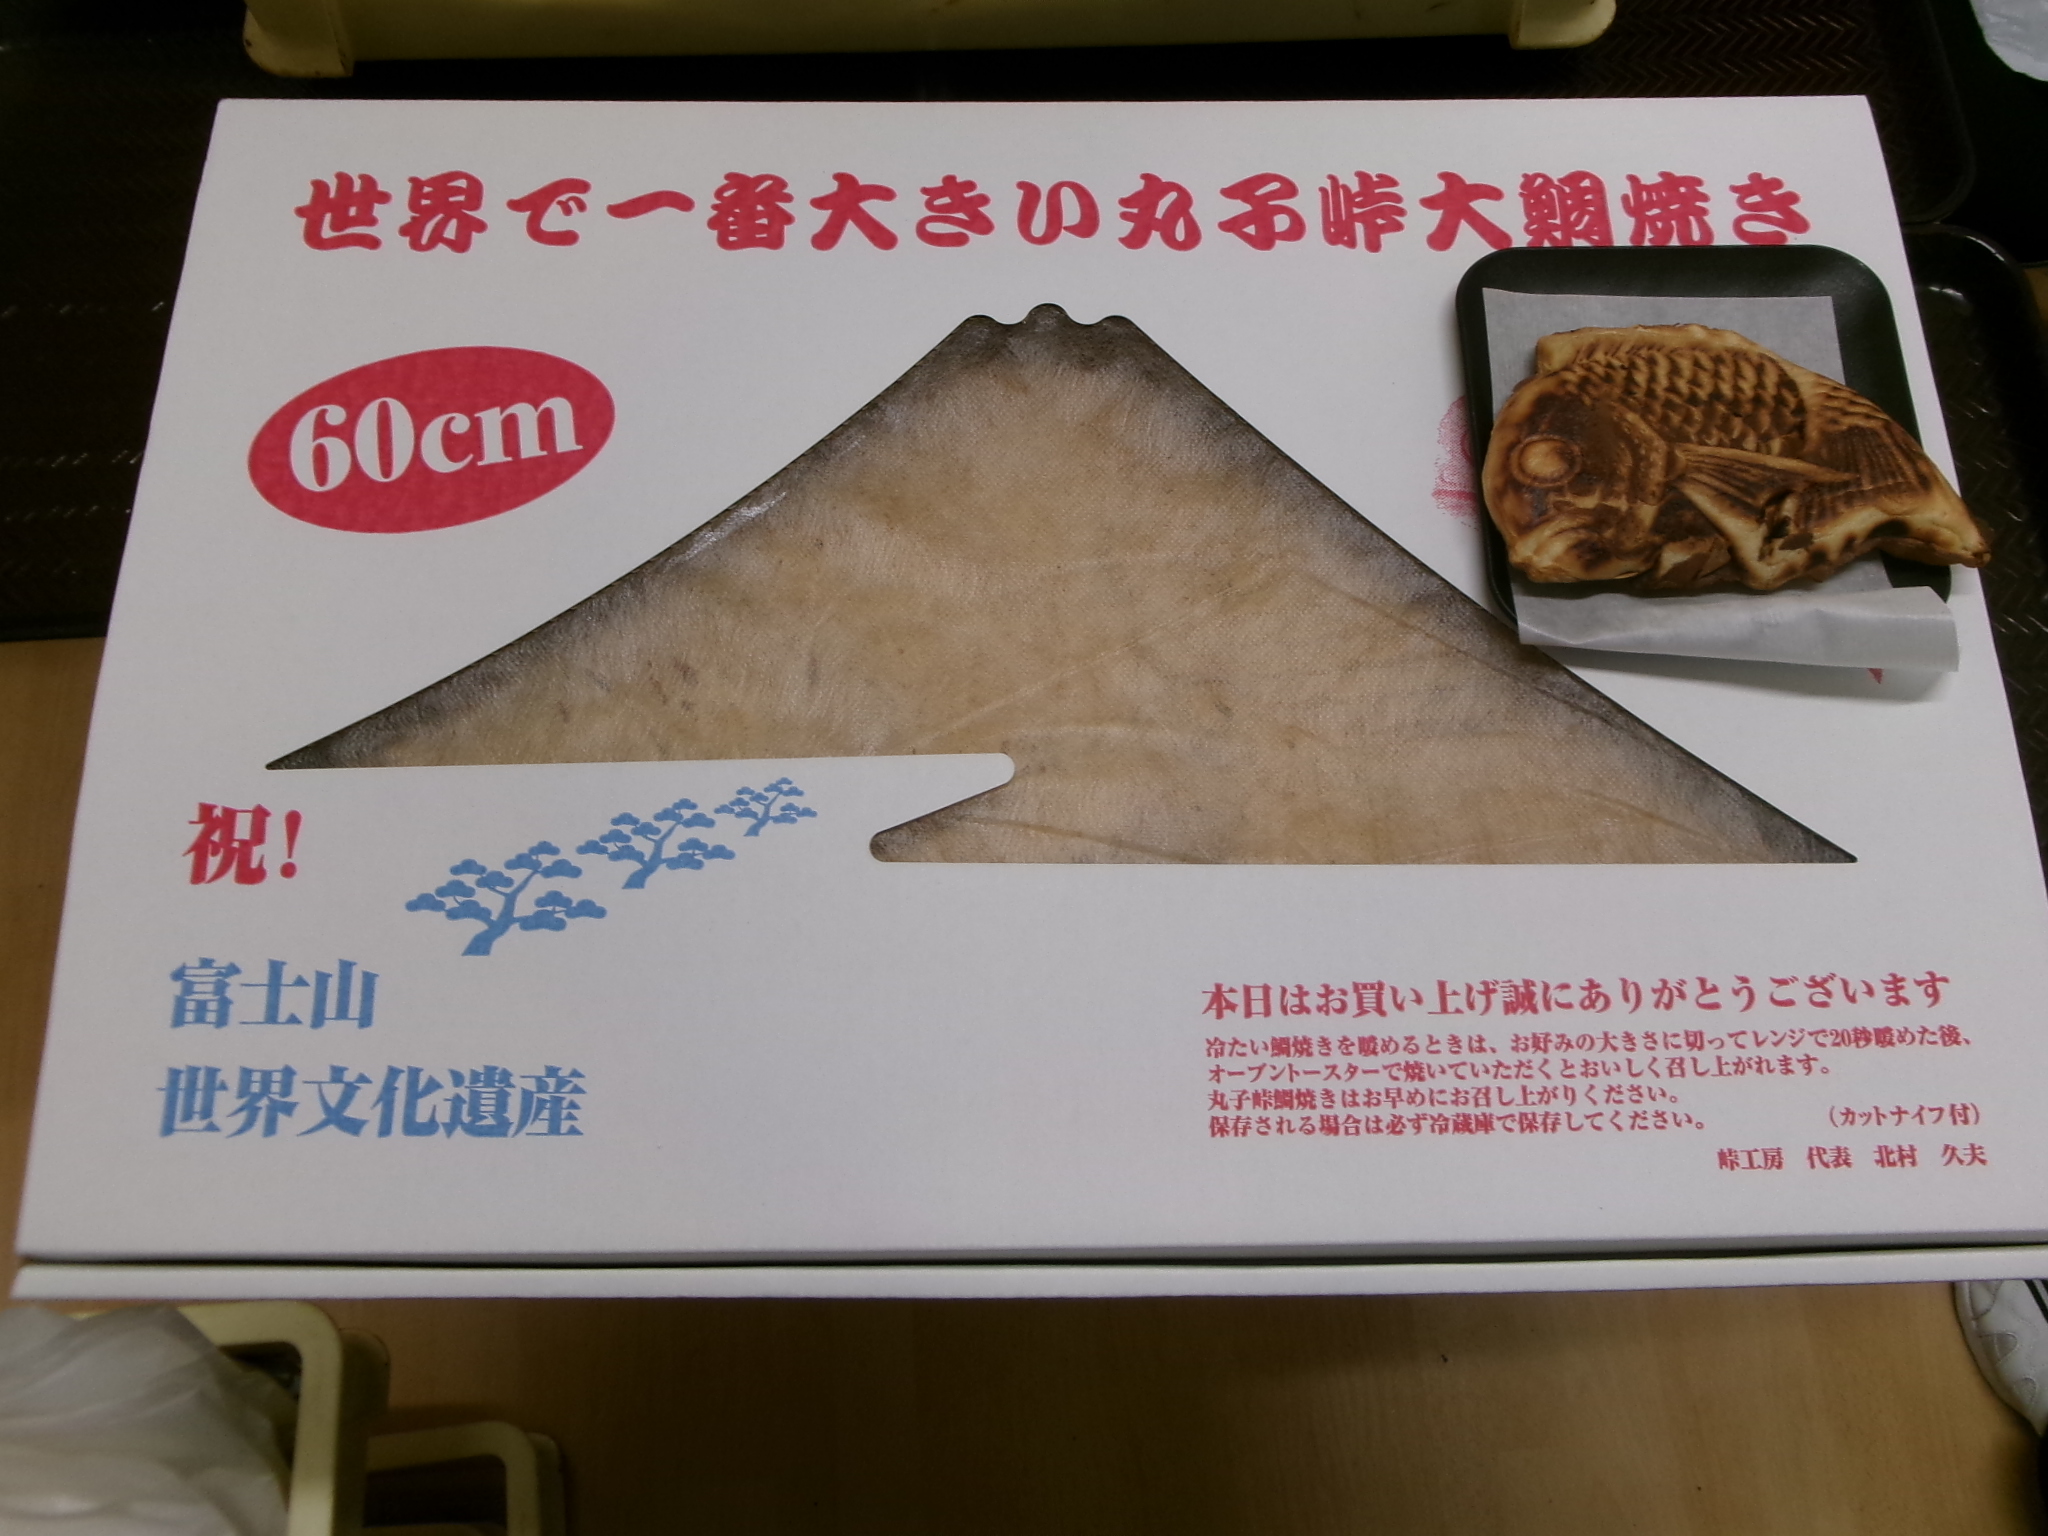 世界で一番大きい丸子峠大鯛焼き
60cm
祝!
富士山
世界文化遺産
本日はお買い上げ誠にありがとうございます
冷たい鯛焼きを暖めるときは、お好みの大きさに切ってレンジで20秒暖めた後、
オーブントースターで焼いていただくとおいしく召し上がれます。
丸子峠鯛焼きはお早めにお召し上がりください。
保存される場合は必ず冷蔵庫で保存してください。 (カットナイフ付)
峠工房 代表 北村 久夫